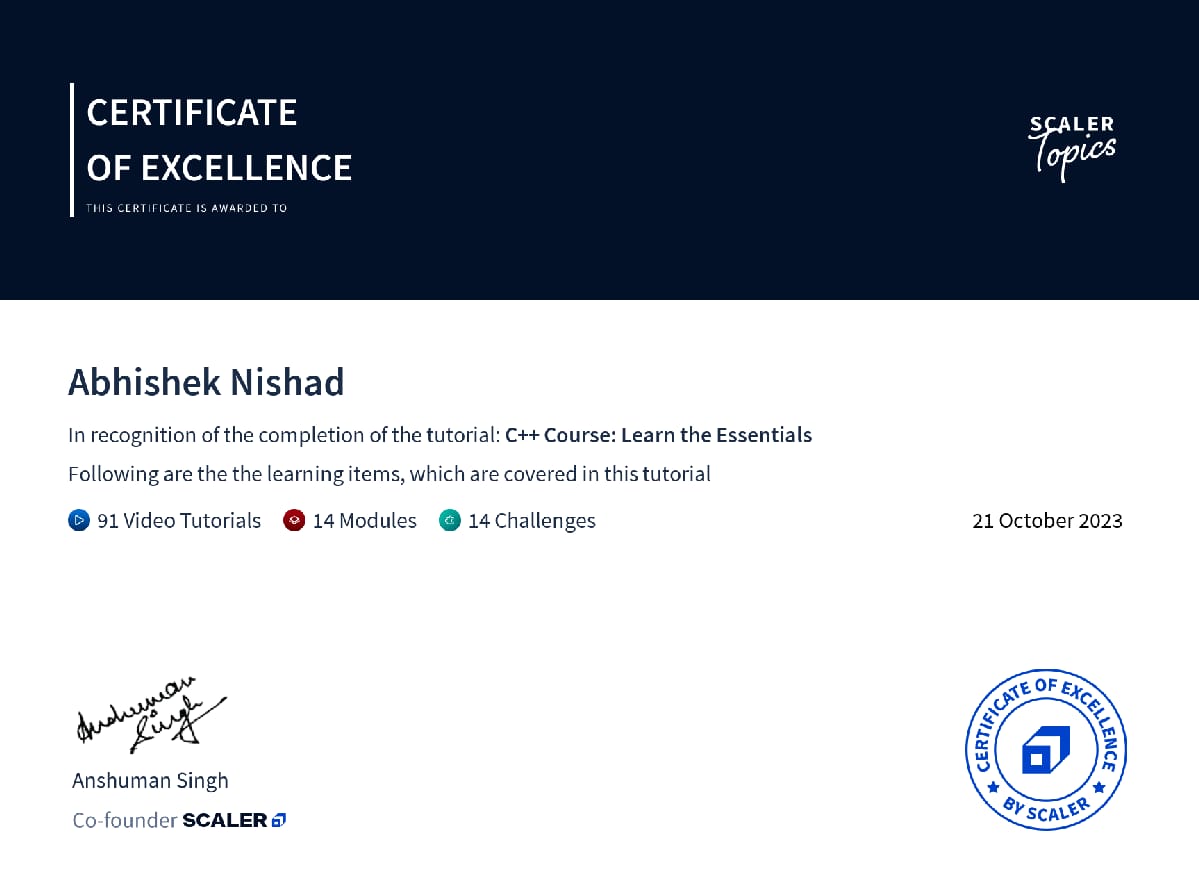 CERTIFICATE
OF EXCELLENCE
THIS CERTIFICATE IS AWARDED TO
SCALER
Topics
Abhishek Nishad
In recognition of the completion of the tutorial: C++ Course: Learn the Essentials
Following are the the learning items, which are covered in this tutorial
91 Video Tutorials 14 Modules 14 Challenges
21 October 2023
Anshuman
Singh
Anshuman Singh
Co-founder SCALER
CERTIFICATE OF EXCELLENCE
BY SCALER